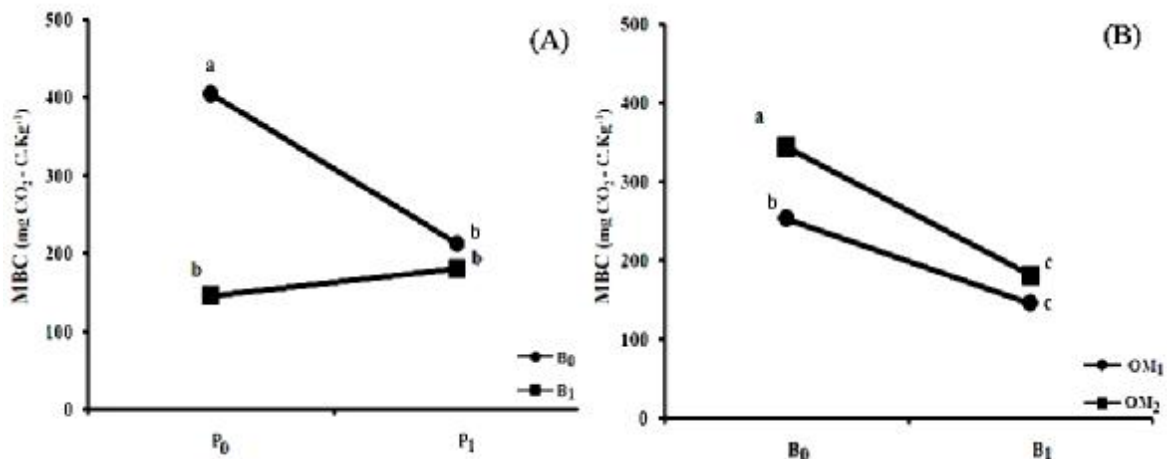 (A)
MBC (mg CO₂ - C.Kg⁻¹)
500
400
300
200
100
0
a
b
b
b
B₀
B₁
P₀
P₁
(B)
MBC (mg CO₂ - C.Kg⁻¹)
500
400
300
200
100
0
a
b
c
c
OM₁
OM₂
B₀
B₁